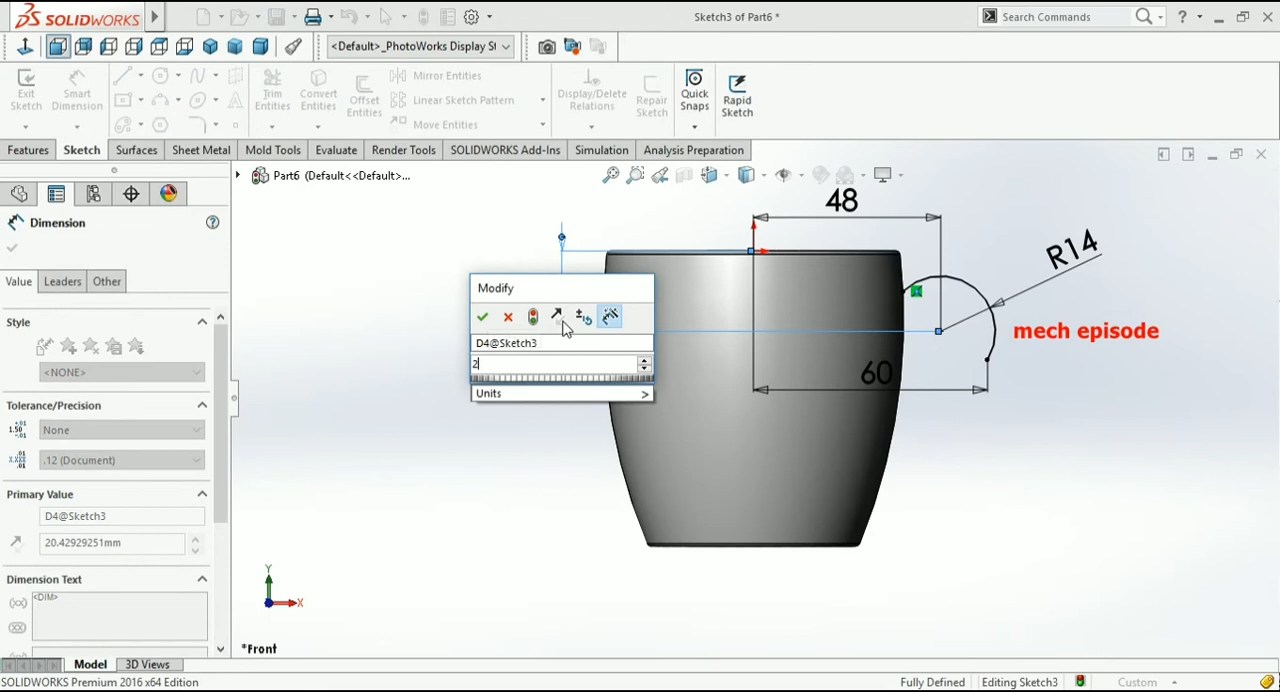 SOLIDWORKS
Sketch3 of Part6 *
Search Commands
<Default>_PhotoWorks Display St
Exit Sketch
Smart Dimension
Trim Entities
Convert Entities
Offset Entities
Mirror Entities
Linear Sketch Pattern
Move Entities
Display/Delete Relations
Repair Sketch
Quick Snaps
Rapid Sketch
Features Sketch Surfaces Sheet Metal Mold Tools Evaluate Render Tools SOLIDWORKS Add-Ins Simulation Analysis Preparation
Part6 (Default<<Default>...
Dimension
Value Leaders Other
Style
<NONE>
Tolerance/Precision
None
.12 (Document)
Primary Value
D4@Sketch3
20.42929251mm
Dimension Text
<DIM>
Modify
D4@Sketch3
2
Units
48
R14
mech episode
60
Y
X
*Front
Model 3D Views
SOLIDWORKS Premium 2016 x64 Edition
Fully Defined
Editing Sketch3
Custom